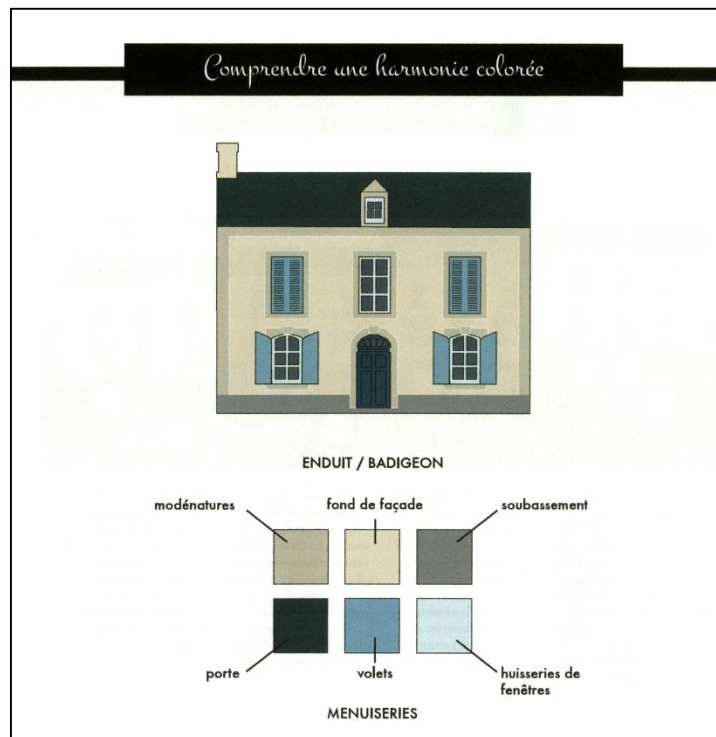 Comprendre une harmonie colorée
ENDUIT / BADIGEON
modénatures
fond de façade
soubassement
porte
volets
huisseries de
fenêtres
MENUISERIES